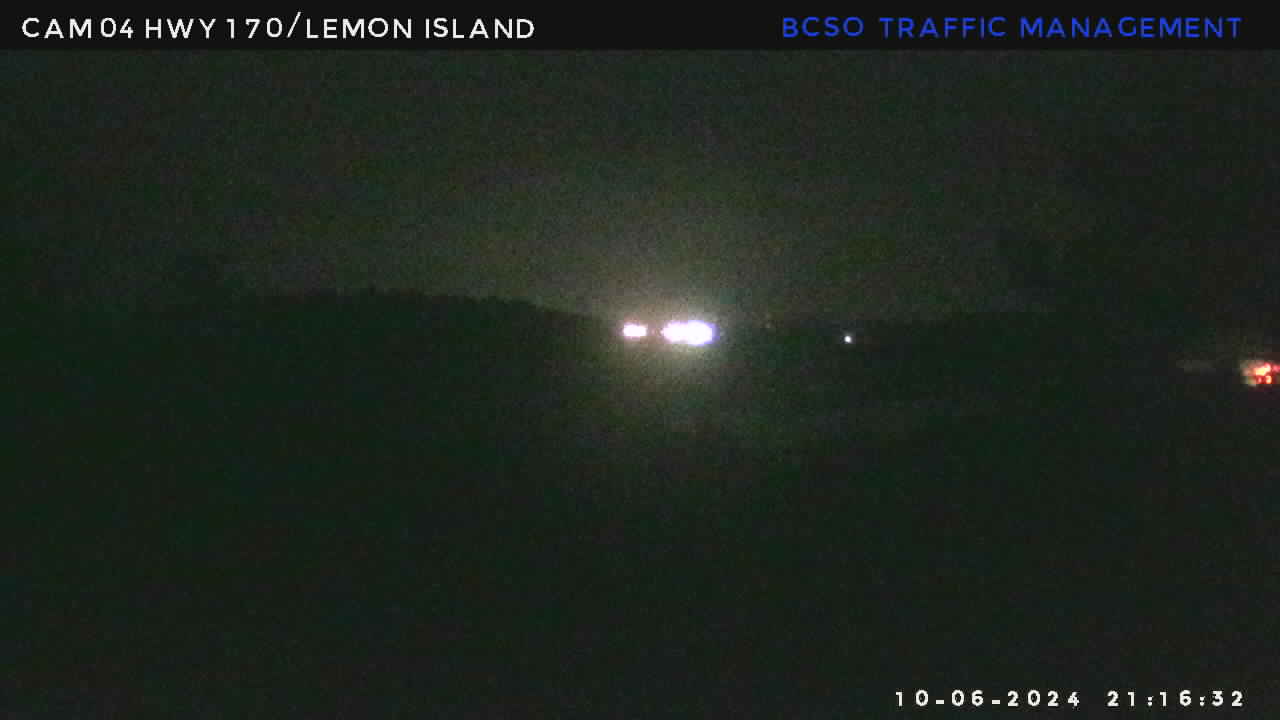 CAM04 HWY 170/LEMON ISLAND
BCSO TRAFFIC MANAGEMENT
10-06-2024 21:16:32